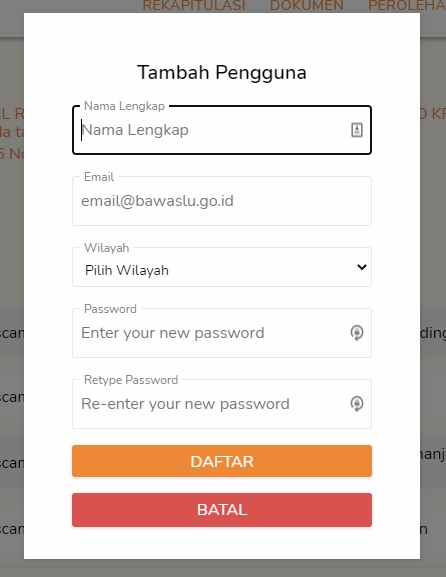 REKAPITULASI DOKUMEN
Tambah Pengguna
Nama Lengkap
Nama Lengkap
Email
email@bawaslu.go.id
Wilayah
Pilih Wilayah
Password
Enter your new password
Retype Password
Re-enter your new password
DAFTAR
BATAL